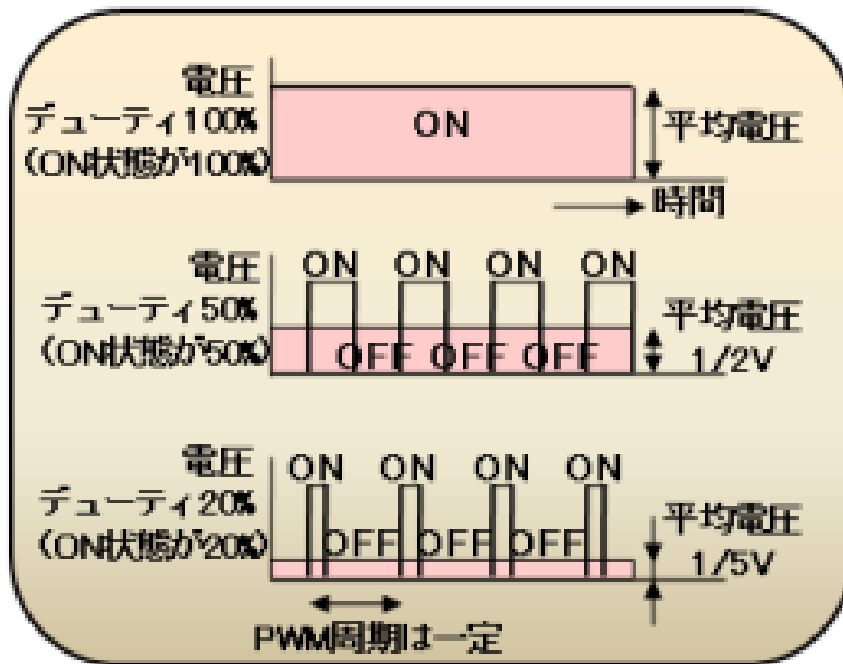 電圧
デューティ100%
(ON状態が100%)
ON
平均電圧
時間
電圧
デューティ50%
(ON状態が50%)
ON ON ON ON
OFF OFF OFF
平均電圧
1/2V
電圧
デューティ20%
(ON状態が20%)
ON ON ON ON
OFF OFF OFF
平均電圧
1/5V
PWM周期は一定